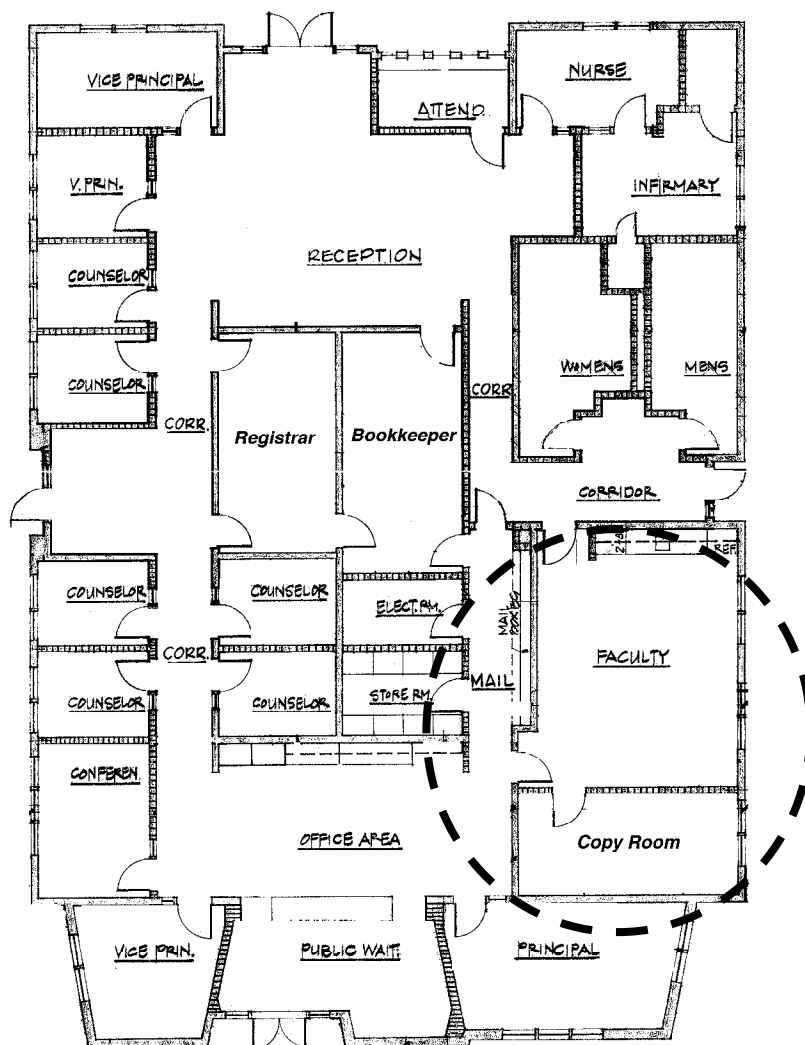 VICE PRINCIPAL
NURSE
ATTEND
V. PRIN.
INFIRMARY
RECEPTION
COUNSELOR
COUNSELOR
WOMENS
MENS
CORR.
CORR.
Registrar
Bookkeeper
CORRIDOR
REF
COUNSELOR
COUNSELOR
ELECT. RM.
MAIL
FACULTY
CORR.
MAIL
COUNSELOR
COUNSELOR
STORE RM.
CONFEREN.
OFFICE AREA
Copy Room
VICE PRIN.
PUBLIC WAIT.
PRINCIPAL